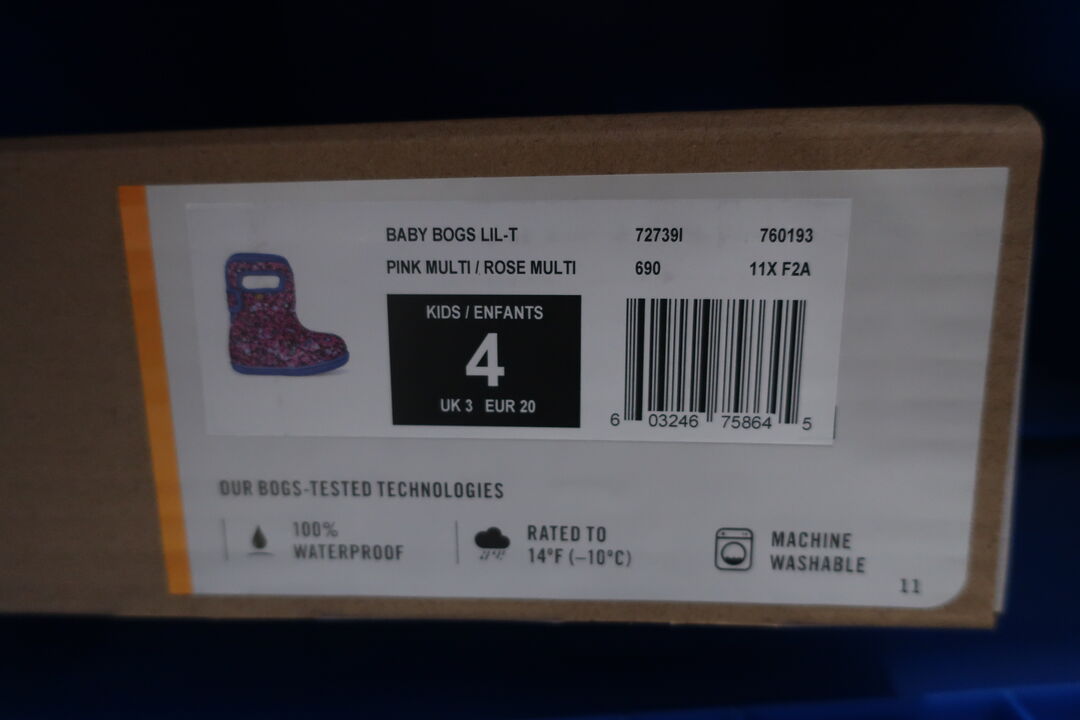 BABY BOGS LIL-T 72739I 760193
PINK MULTI / ROSE MULTI 690 11X F2A
KIDS / ENFANTS
4
UK 3 EUR 20
6 03246 75864 5
OUR BOGS-TESTED TECHNOLOGIES
100%
WATERPROOF
RATED TO
14°F (–10°C)
MACHINE
WASHABLE
11